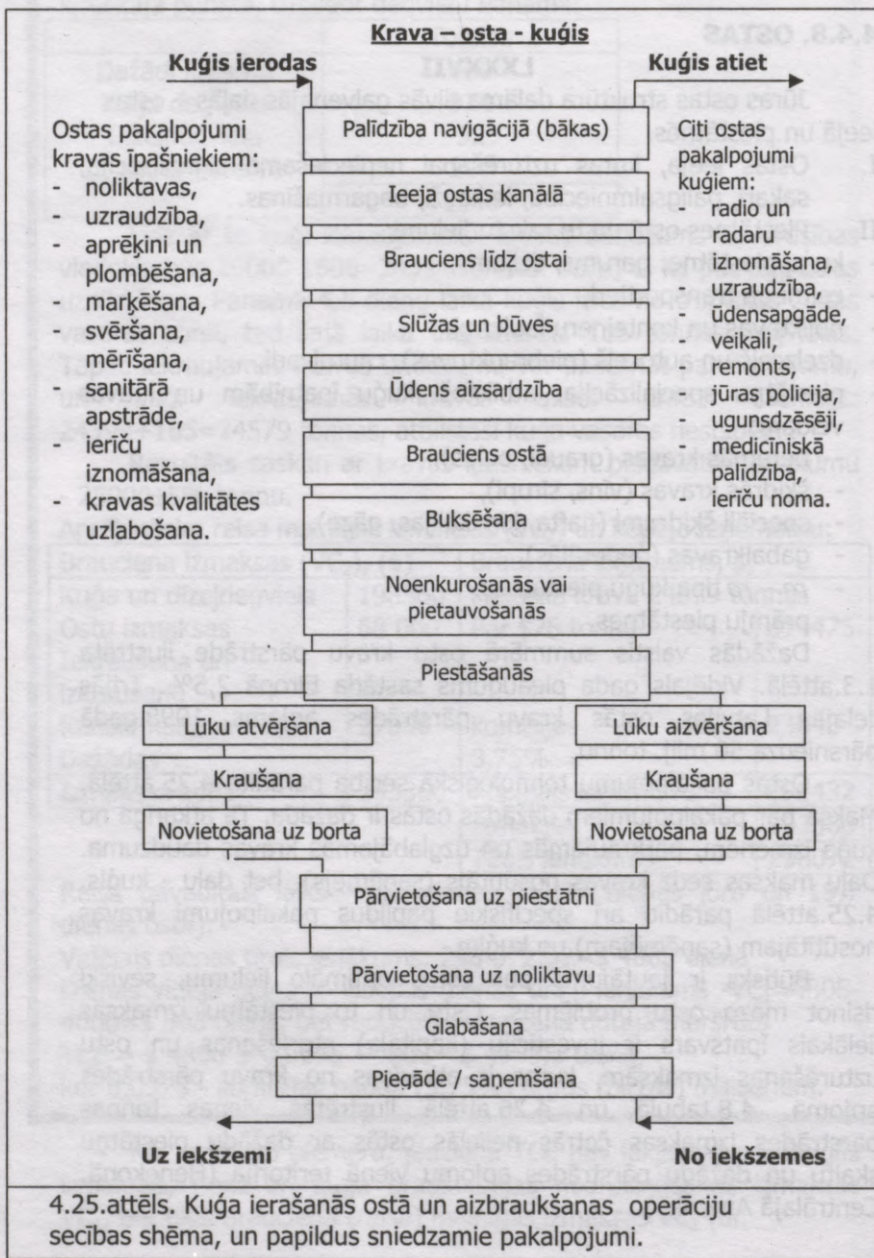 Krava – osta - kuģis
Kuģis ierodas
Kuģis atiet
Ostas pakalpojumi
kravas īpašniekiem:
- noliktavas,
- uzraudzība,
- aprēķini un
plombēšana,
marķēšana,
svēršana,
mērīšana,
- sanitārā
apstrāde,
- ierīču
iznomāšana,
- kravas kvalitātes
uzlabošana.
Palīdzība navigācijā (bākas)
Ieeja ostas kanālā
Brauciens līdz ostai
Slūžas un būves
Ūdens aizsardzība
Brauciens ostā
Buksēšana
Noenkurošanās vai
pietauvošanās
Piestāšanās
Citi ostas
pakalpojumi
kuģiem:
- radio un
radaru
iznomāšana,
- uzraudzība,
- ūdensapgāde,
- veikali,
- remonts,
- jūras policija,
- ugunsdzēsēji,
- medicīniskā
palīdzība,
- ierīču noma.
Lūku atvēršana
Kraušana
Novietošana uz borta
Lūku aizvēršana
Kraušana
Novietošana uz borta
Pārvietošana uz piestātni
Pārvietošana uz noliktavu
Glabāšana
Piegāde / saņemšana
Uz iekšzemi
No iekšzemes
4.25.attēls. Kuģa ierašanās ostā un aizbraukšanas operāciju
secības shēma, un papildus sniedzamie pakalpojumi.